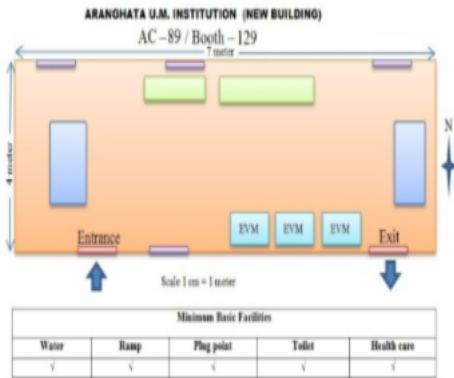 ARANGHATA U.M. INSTITUTION (NEW BUILDING)
AC -89 / Booth -129
7 meter
4 meter
N
EVM EVM EVM
Entrance
Exit
Scale 1 cm = 1 meter
Minimum Basic Facilities
Water Ramp Plug point Toilet Health care
√ √ √ √ √